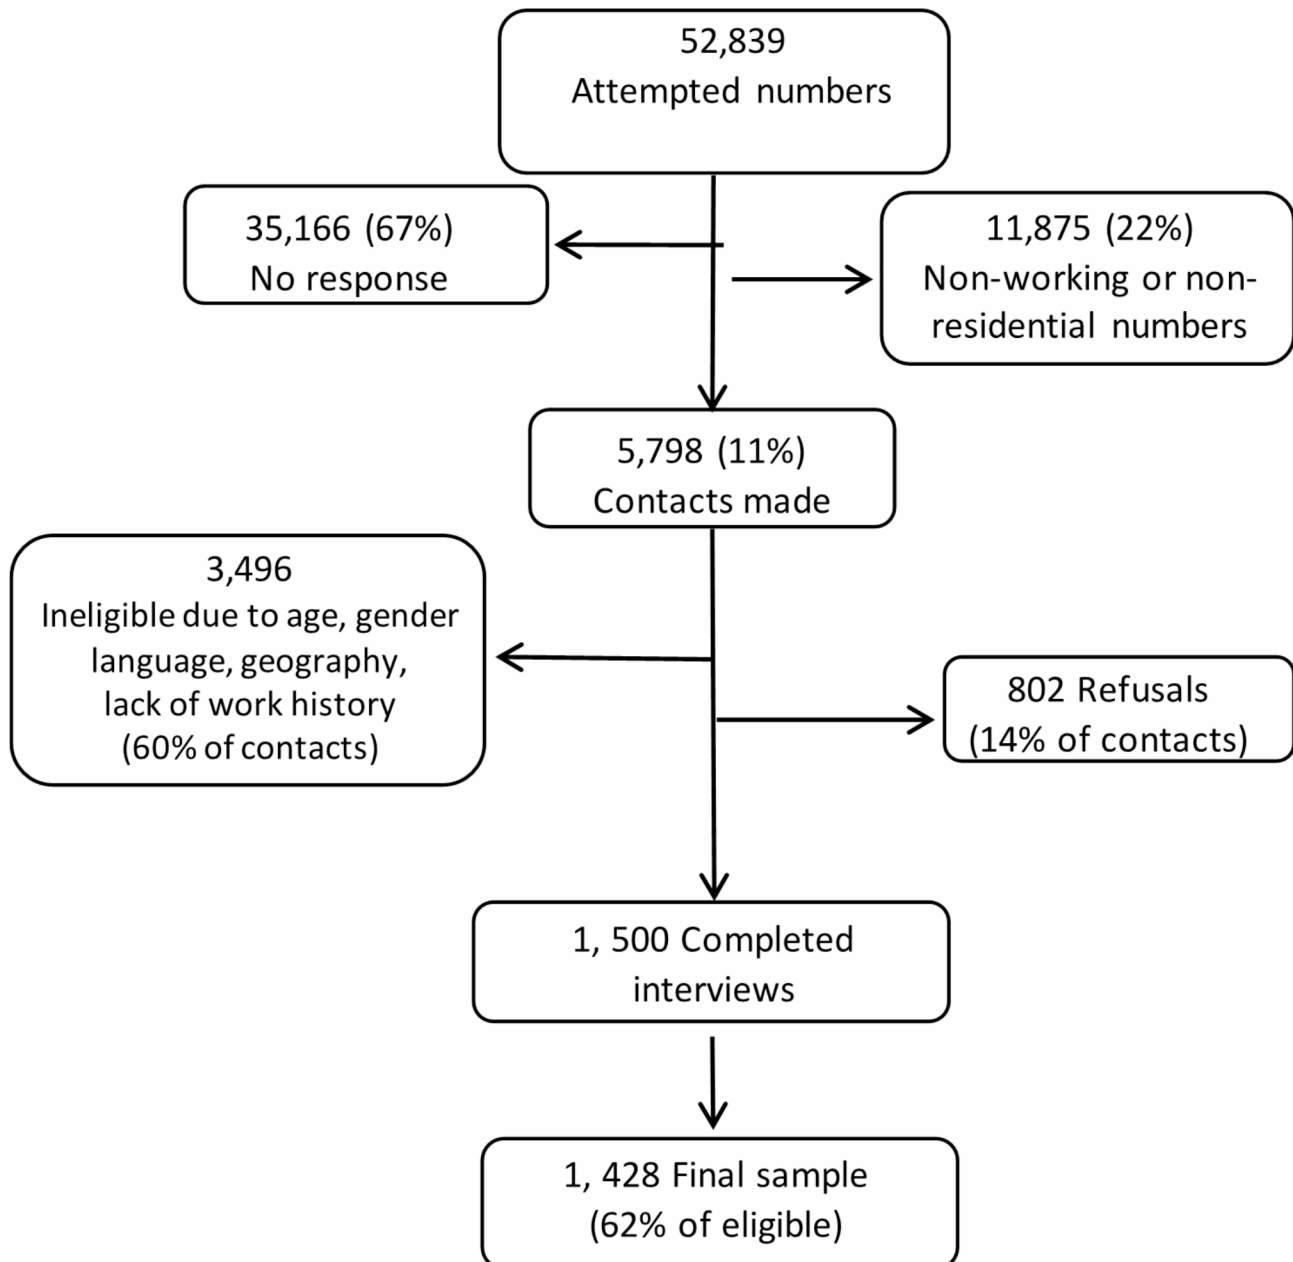 52,839
Attempted numbers
35,166 (67%)
No response
11,875 (22%)
Non-working or non-
residential numbers
5,798 (11%)
Contacts made
3,496
Ineligible due to age, gender
language, geography,
lack of work history
(60% of contacts)
802 Refusals
(14% of contacts)
1, 500 Completed
interviews
1, 428 Final sample
(62% of eligible)